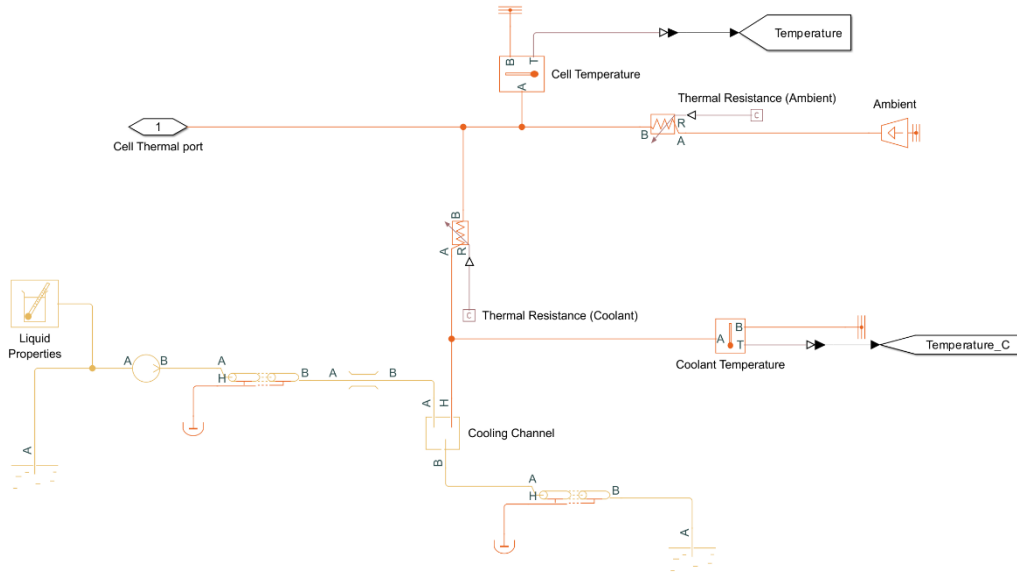 B
T
Temperature
A
Cell Temperature
Thermal Resistance (Ambient)
Ambient
C
1
R
B
A
Cell Thermal port
B
A
R
C
Thermal Resistance (Coolant)
Liquid
Properties
A
B
T
Temperature_C
Coolant Temperature
A
B
A
H
B
A
B
A
H
Cooling Channel
B
A
A
H
B
A